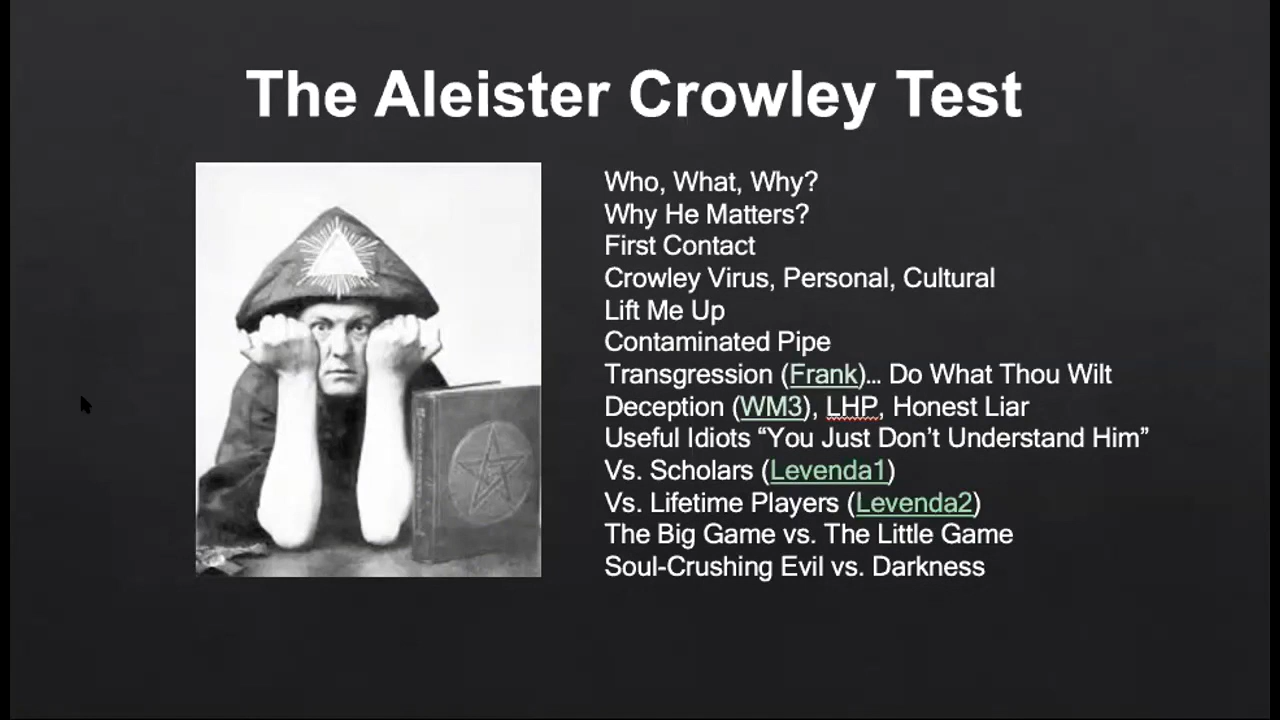 The Aleister Crowley Test
Who, What, Why?
Why He Matters?
First Contact
Crowley Virus, Personal, Cultural
Lift Me Up
Contaminated Pipe
Transgression (Frank)… Do What Thou Wilt
Deception (WM3), LHP, Honest Liar
Useful Idiots “You Just Don’t Understand Him”
Vs. Scholars (Levenda1)
Vs. Lifetime Players (Levenda2)
The Big Game vs. The Little Game
Soul-Crushing Evil vs. Darkness